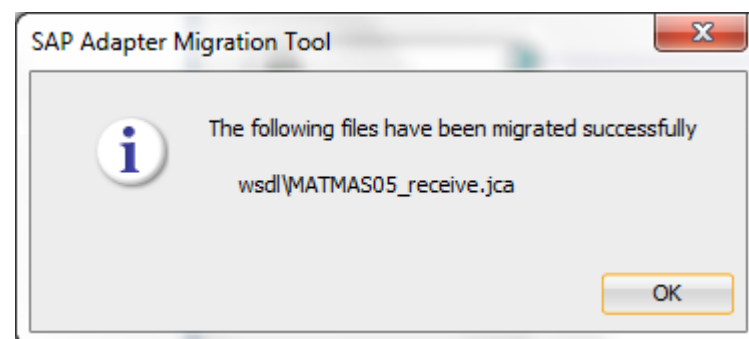 SAP Adapter Migration Tool
The following files have been migrated successfully
wsdl\MATMAS05_receive.jca
OK